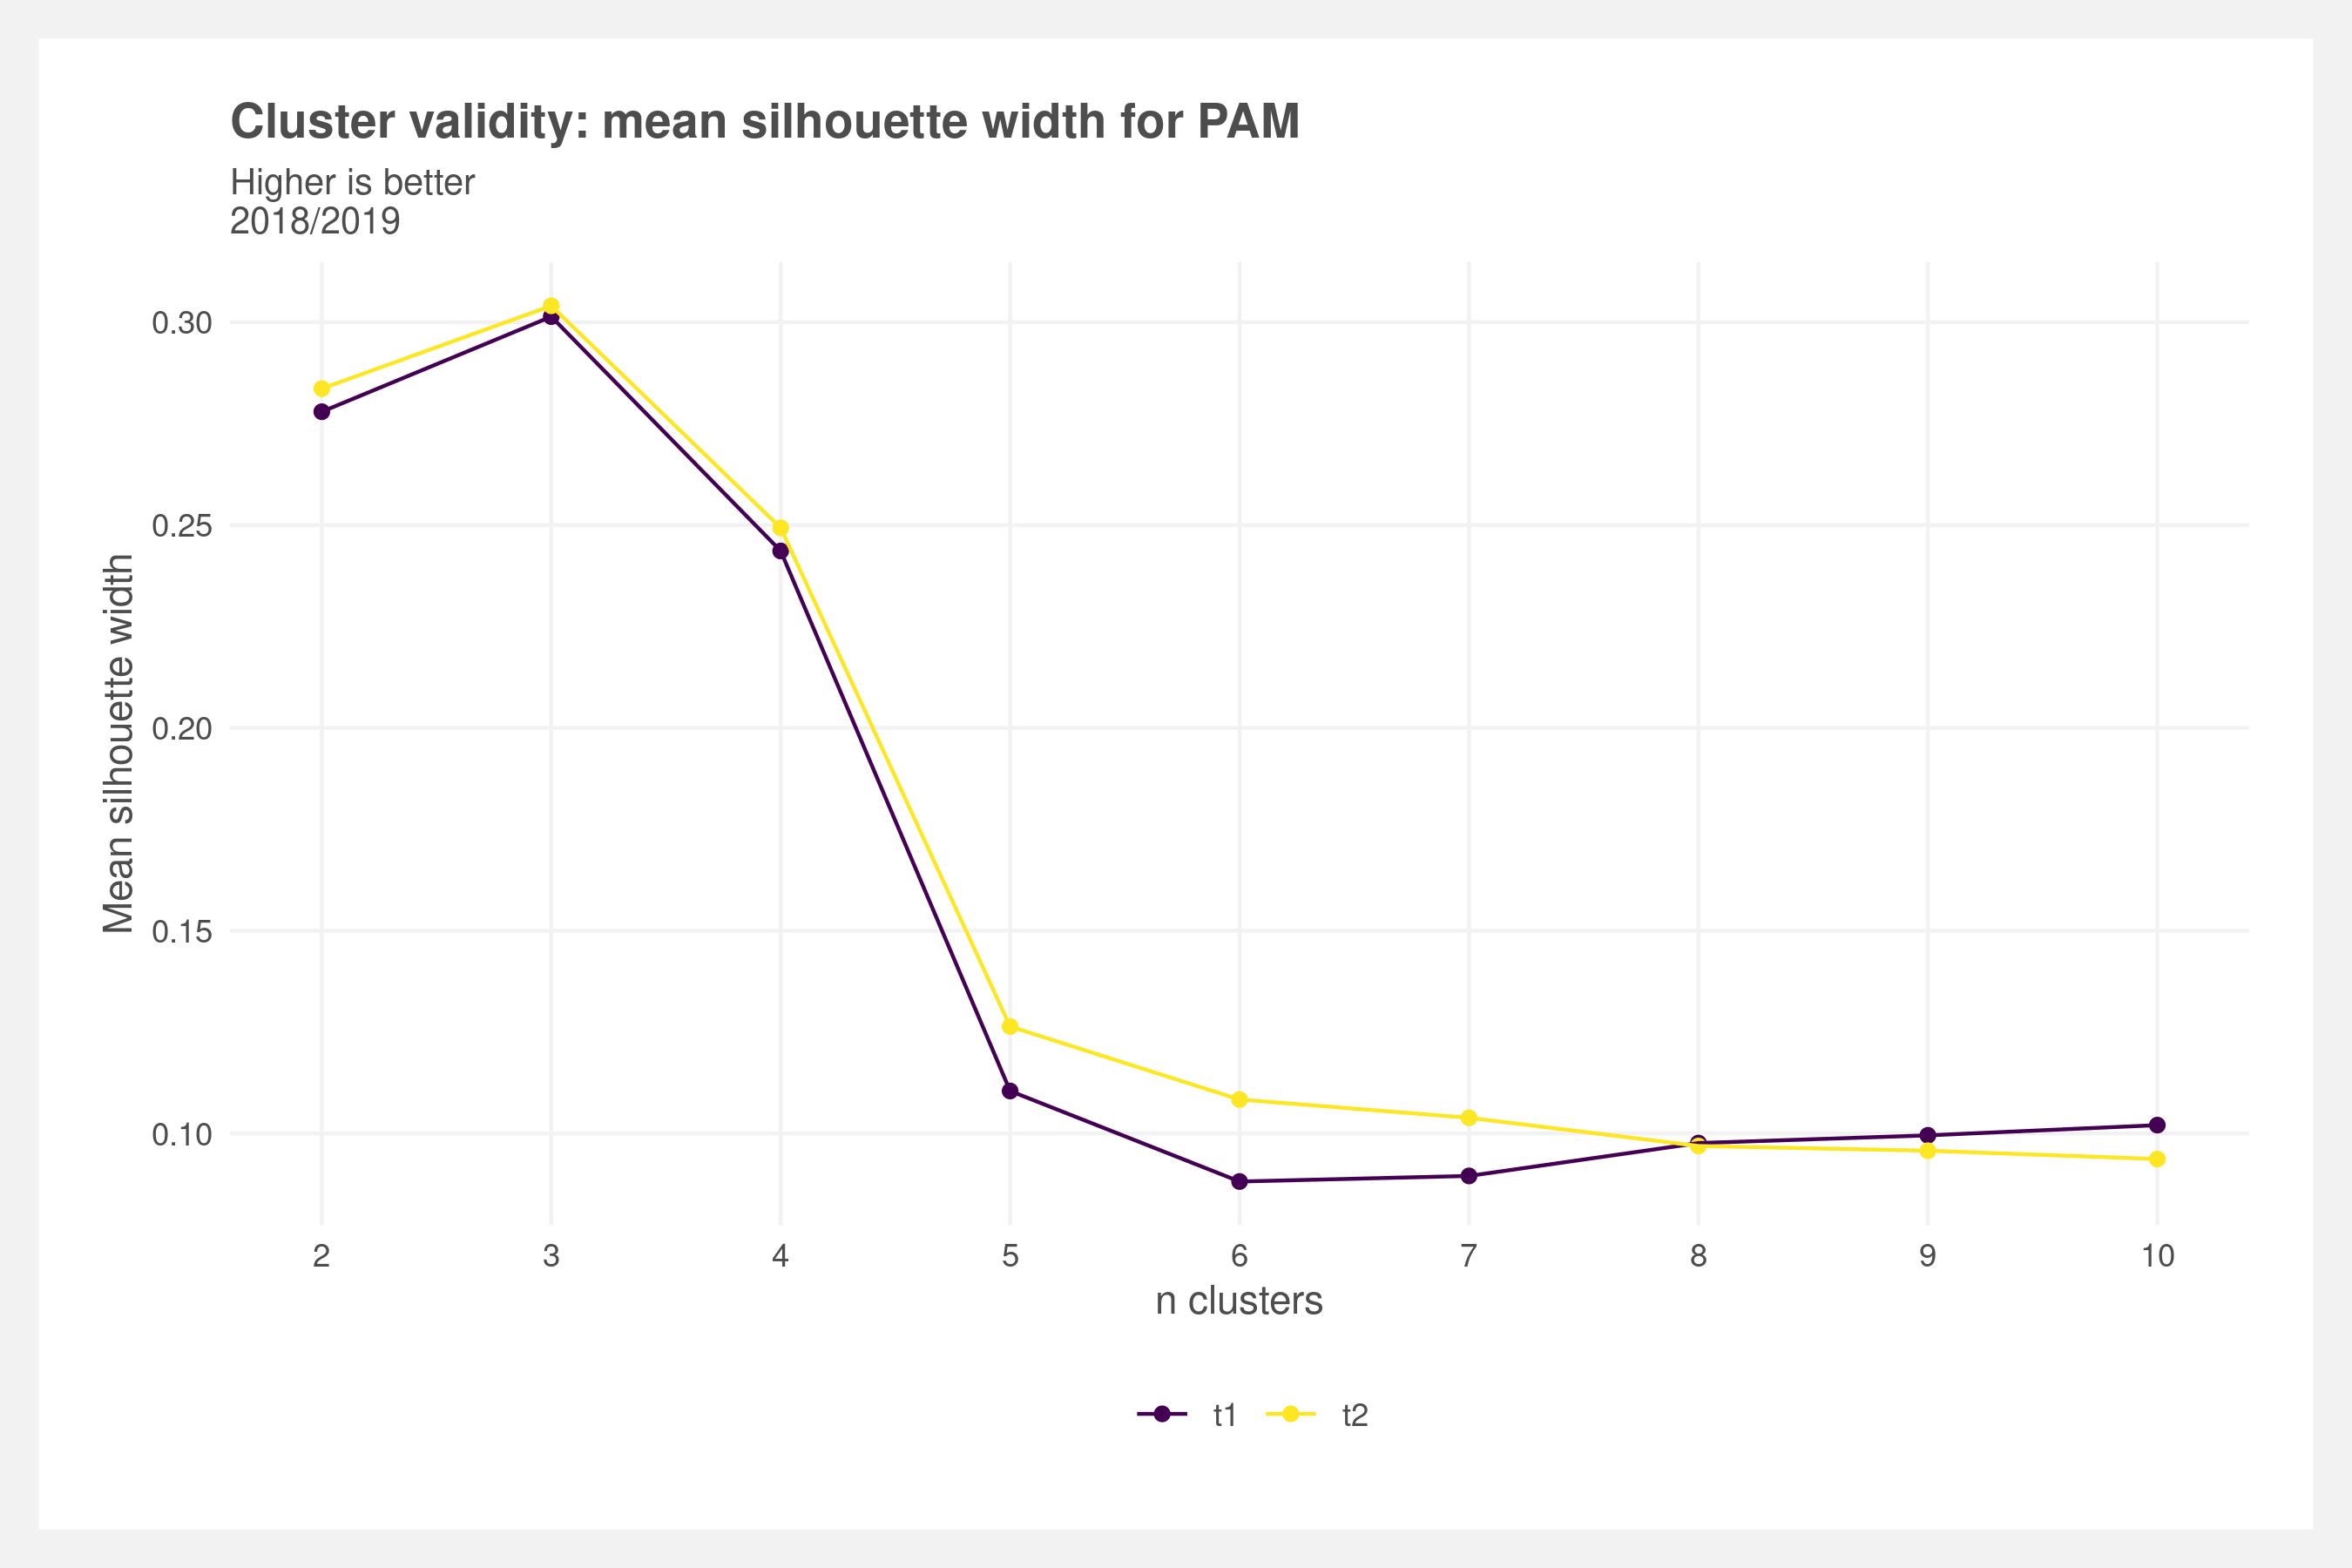 Cluster validity: mean silhouette width for PAM
Higher is better
2018/2019
Mean silhouette width
0.30
0.25
0.20
0.15
0.10
2 3 4 5 6 7 8 9 10
n clusters
t1 t2